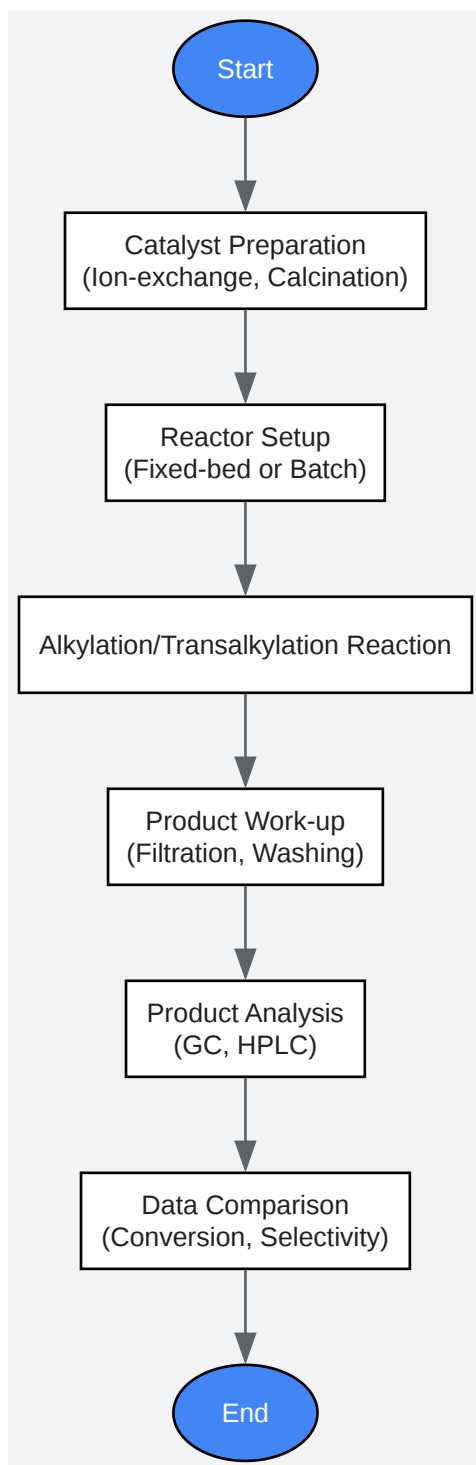 Start
Catalyst Preparation
(Ion-exchange, Calcination)
Reactor Setup
(Fixed-bed or Batch)
Alkylation/Transalkylation Reaction
Product Work-up
(Filtration, Washing)
Product Analysis
(GC, HPLC)
Data Comparison
(Conversion, Selectivity)
End